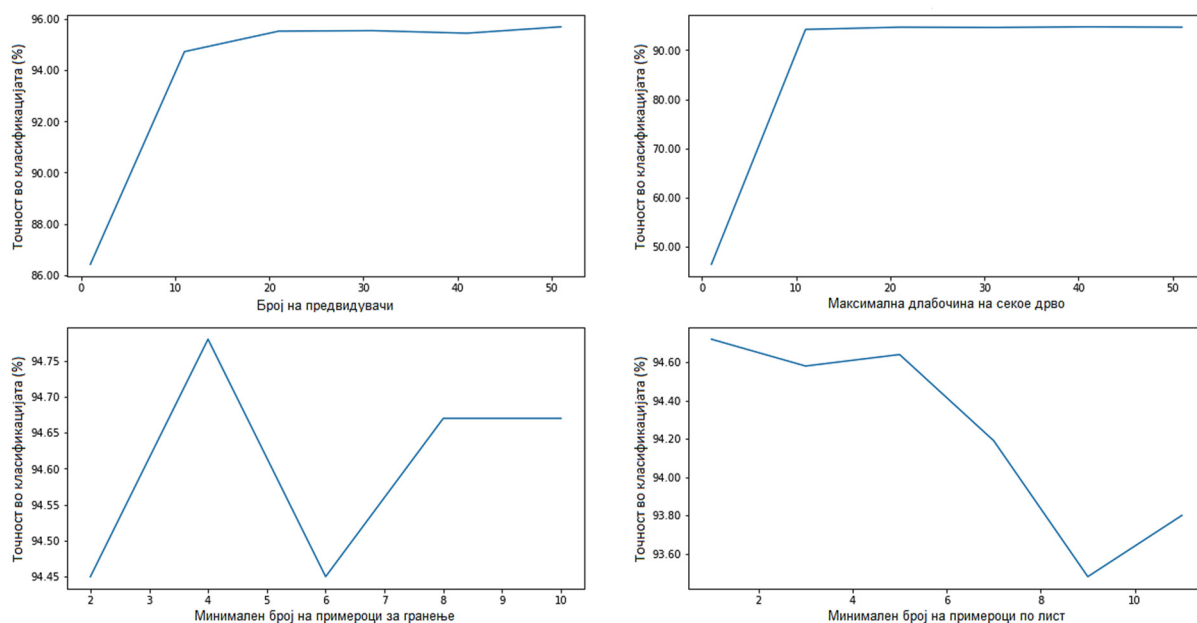 Точност во класификацијата (%)
96.00
94.00
92.00
90.00
88.00
86.00
0 10 20 30 40 50
Број на предвидувачи
Точност во класификацијата (%)
90.00
80.00
70.00
60.00
50.00
0 10 20 30 40 50
Максимална длабочина на секое дрво
Точност во класификацијата (%)
94.75
94.70
94.65
94.60
94.55
94.50
94.45
2 3 4 5 6 7 8 9 10
Минимален број на примероци за гранење
Точност во класификацијата (%)
94.60
94.40
94.20
94.00
93.80
93.60
2 4 6 8 10
Минимален број на примероци по лист